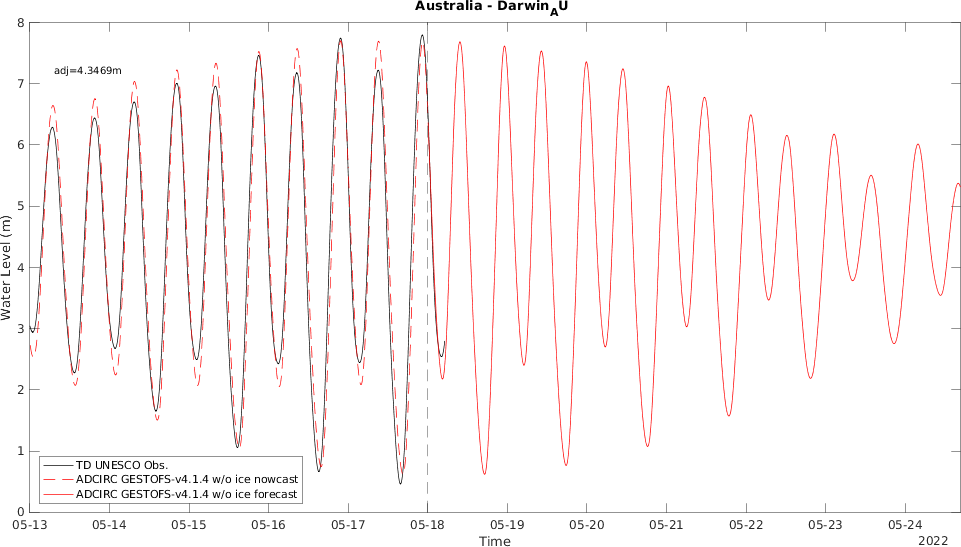 Australia - Darwin_AU
8
adj=4.3469m
7
6
5
Water Level (m)
4
3
2
1
TD UNESCO Obs.
ADCIRC GESTOFS-v4.1.4 w/o ice nowcast
ADCIRC GESTOFS-v4.1.4 w/o ice forecast
0
05-13 05-14 05-15 05-16 05-17 05-18 05-19 05-20 05-21 05-22 05-23 05-24
Time
2022